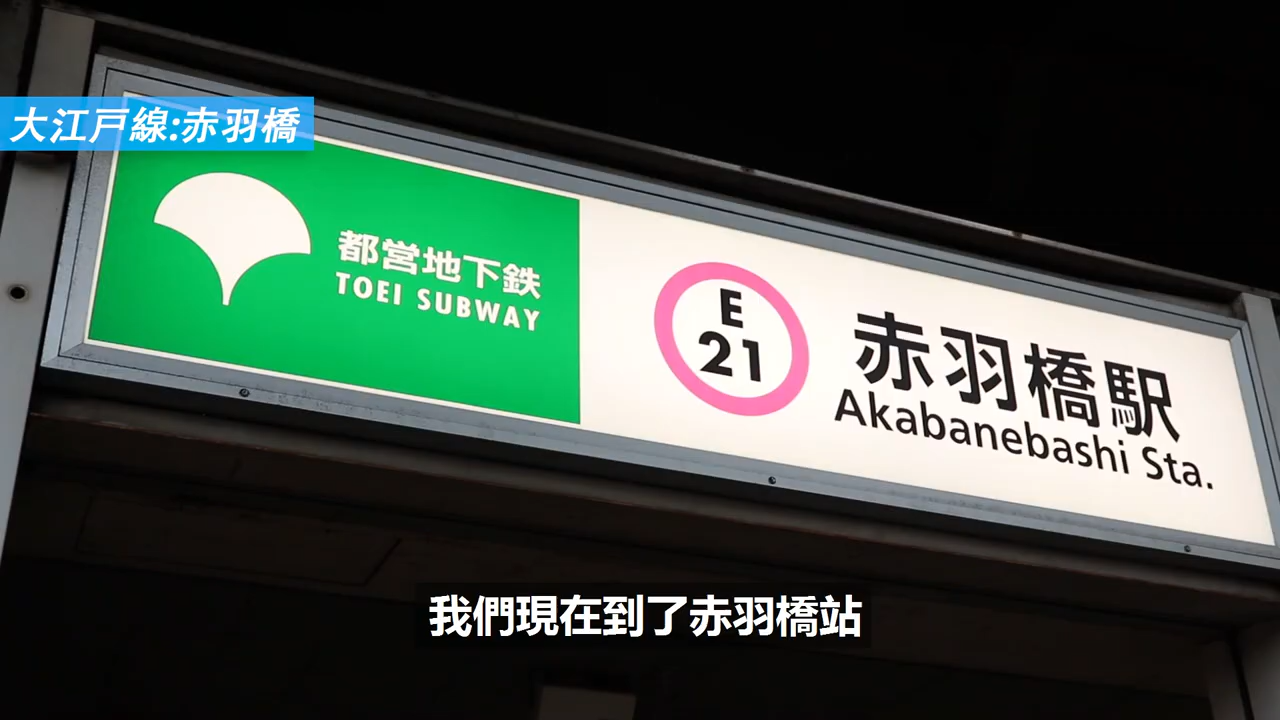 大江戸線:赤羽橋
都営地下鉄
TOEI SUBWAY
E
21
赤羽橋駅
Akabanebashi Sta.
我們現在到了赤羽橋站